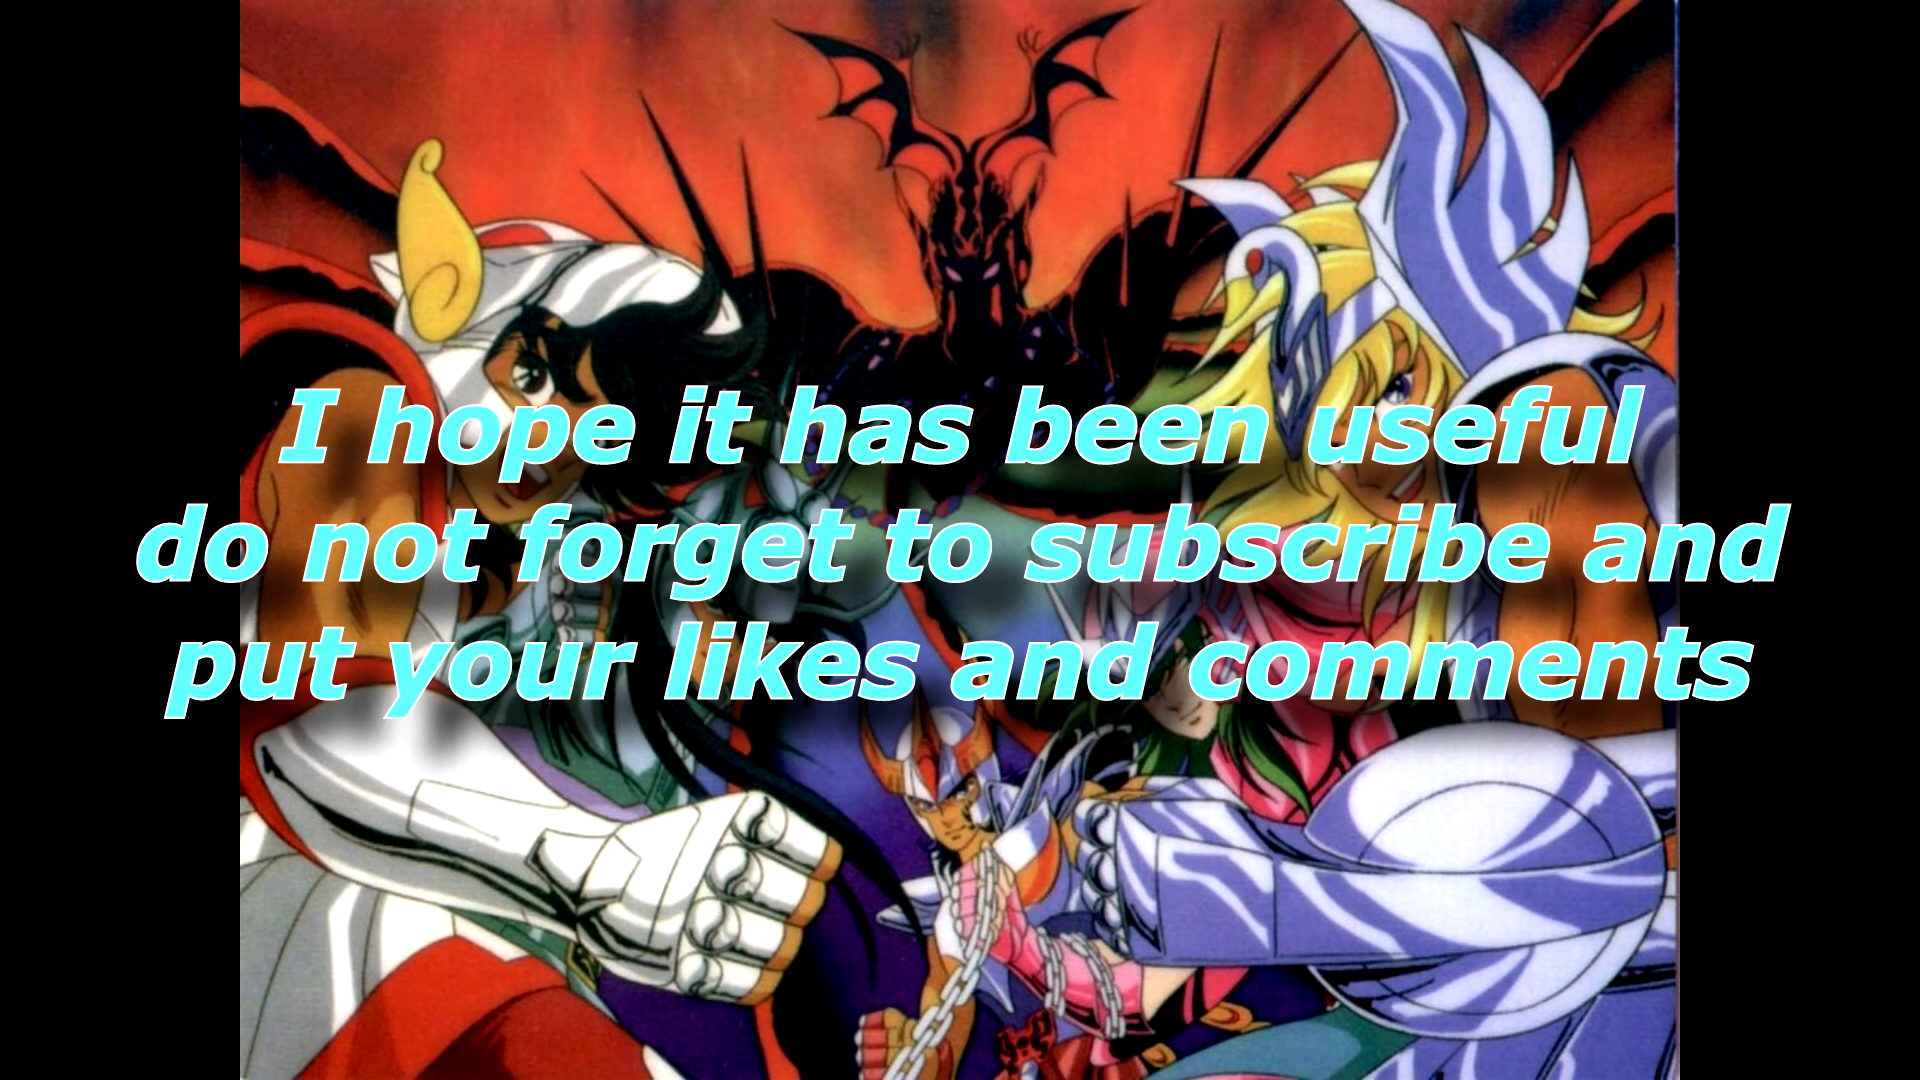 I hope it has been useful
do not forget to subscribe and
put your likes and comments